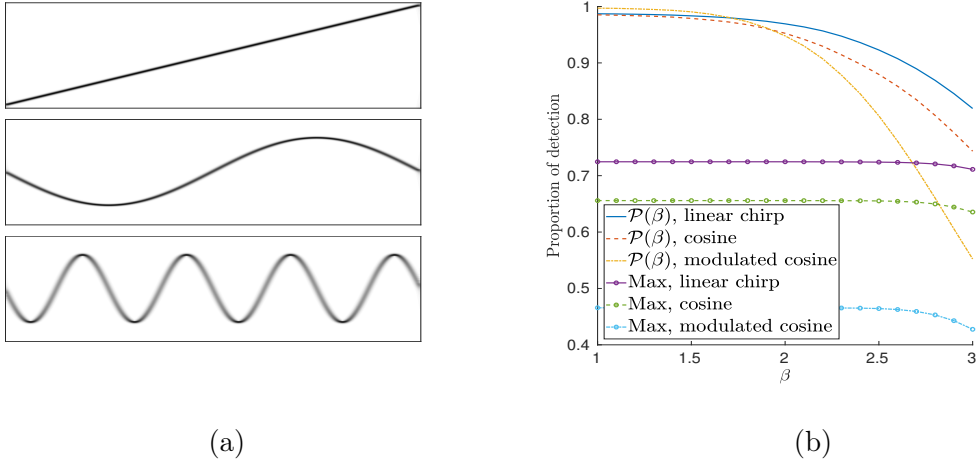 1
0.9
0.8
0.7
0.6
0.5
0.4
Proportion of detection
𝒫(β), linear chirp
𝒫(β), cosine
𝒫(β), modulated cosine
Max, linear chirp
Max, cosine
Max, modulated cosine
1 1.5 2 2.5 3
β
(a) (b)